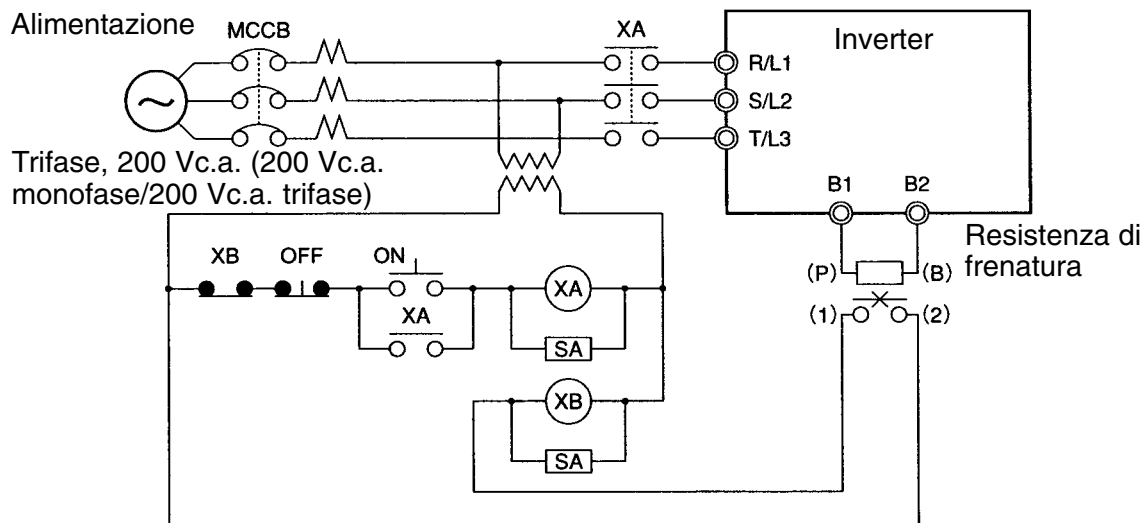 Alimentazione
MCCB
XA
Inverter
R/L1
S/L2
T/L3
Trifase, 200 Vc.a. (200 Vc.a.
monofase/200 Vc.a. trifase)
B1
B2
Resistenza di
frenatura
(P)
(B)
(1)
(2)
XB
OFF
ON
XA
XA
SA
XB
SA